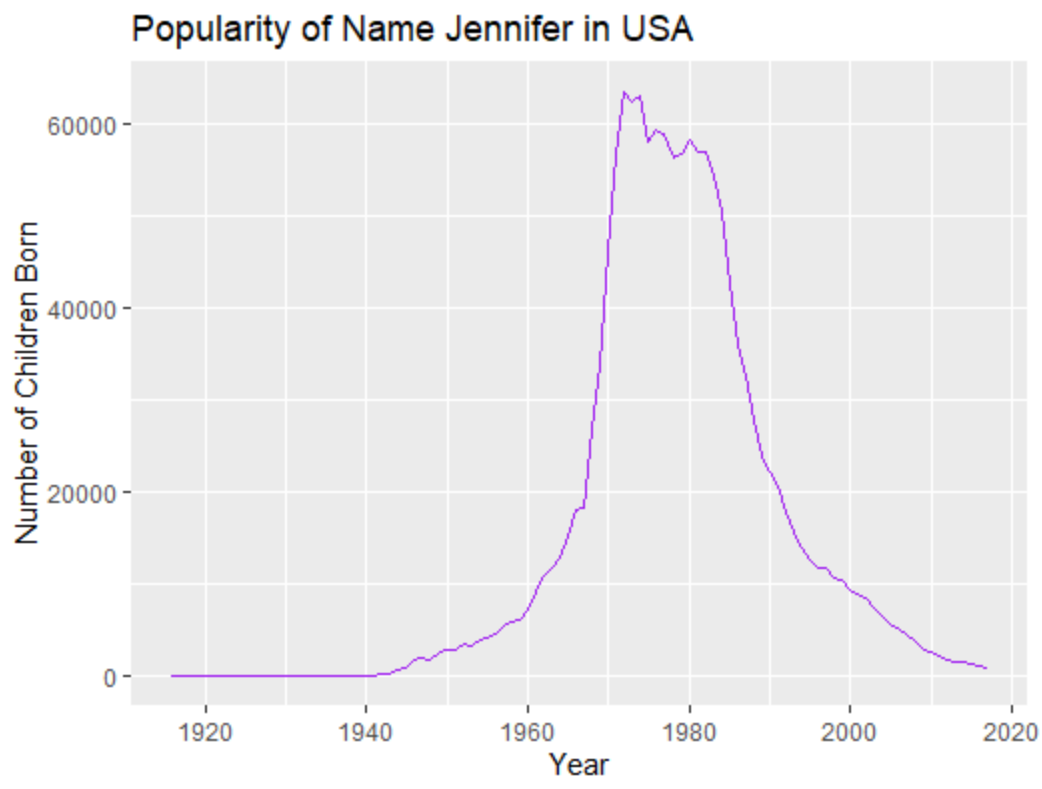 Popularity of Name Jennifer in USA
Number of Children Born
60000
40000
20000
0
1920 1940 1960 1980 2000 2020
Year